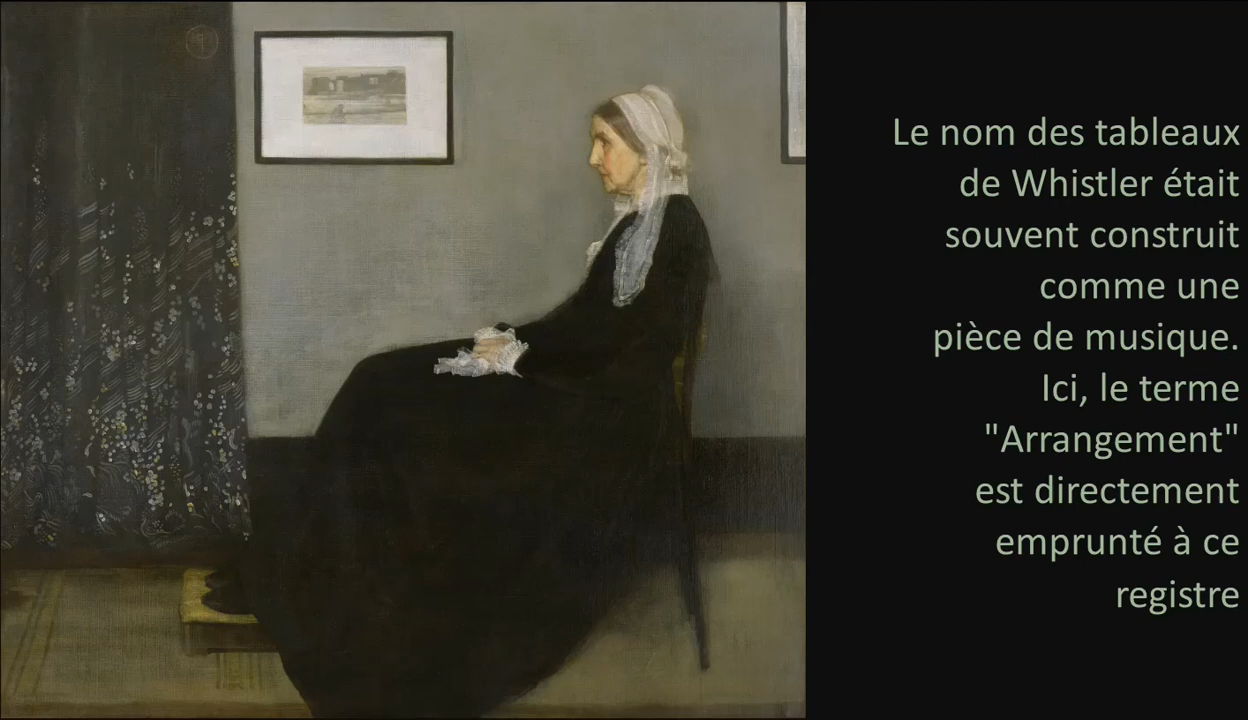 Le nom des tableaux
de Whistler était
souvent construit
comme une
pièce de musique.
Ici, le terme
"Arrangement"
est directement
emprunté à ce
registre